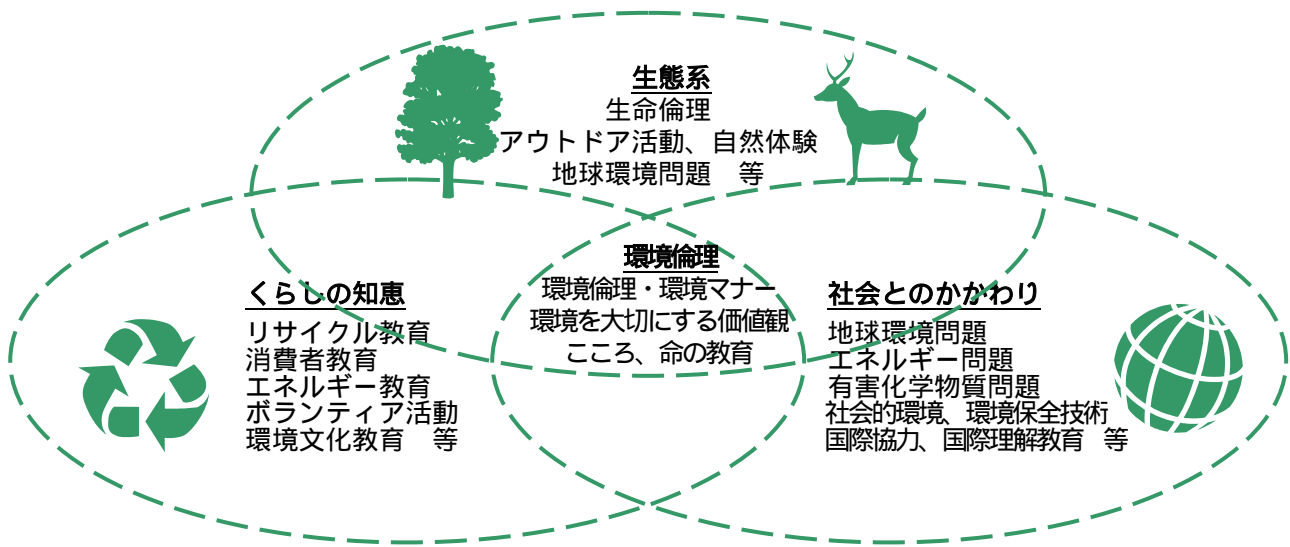 生態系
生命倫理
アウトドア活動、自然体験
地球環境問題　等
環境倫理
環境倫理・環境マナー
環境を大切にする価値観
こころ、命の教育
くらしの知恵
リサイクル教育
消費者教育
エネルギー教育
ボランティア活動
環境文化教育　等
社会とのかかわり
地球環境問題
エネルギー問題
有害化学物質問題
社会的環境、環境保全技術
国際協力、国際理解教育　等